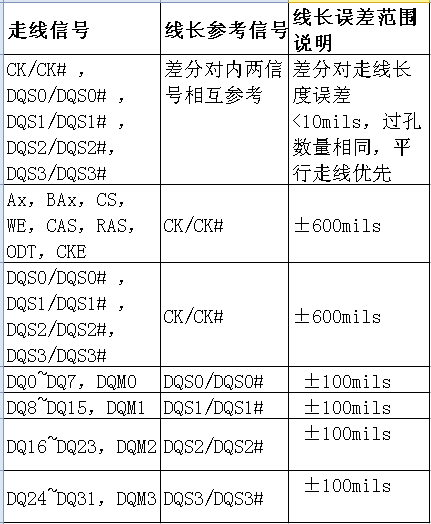 走线信号 线长参考信号 线长误差范围
说明
CK/CK# , 差分对内两信 差分对走线长
DQS0/DQS0# , 号相互参考 度误差
DQS1/DQS1# , <10mils，过孔
DQS2/DQS2#， 数量相同，平
DQS3/DQS3# 行走线优先
Ax，BAx，CS，
WE，CAS，RAS， CK/CK# ±600mils
ODT，CKE
DQS0/DQS0# ,
DQS1/DQS1# , CK/CK# ±600mils
DQS2/DQS2#，
DQS3/DQS3#
DQ0~DQ7，DQM0 DQS0/DQS0# ±100mils
DQ8~DQ15，DQM1 DQS1/DQS1# ±100mils
DQ16~DQ23，DQM2 DQS2/DQS2# ±100mils
DQ24~DQ31，DQM3 DQS3/DQS3# ±100mils